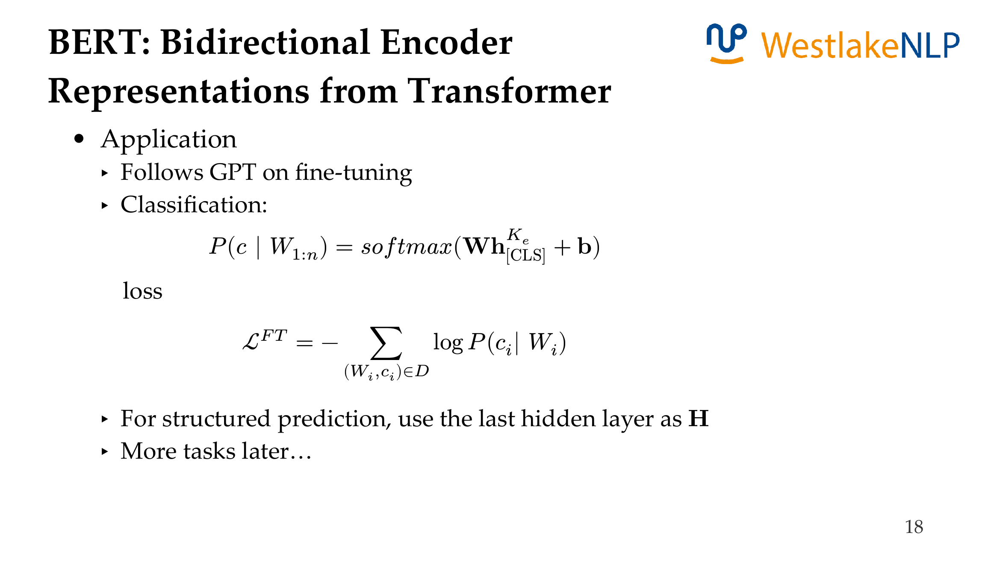 BERT: Bidirectional Encoder
Representations from Transformer
WestlakeNLP
• Application
‣ Follows GPT on fine-tuning
‣ Classification:
$P(c \mid W_{1:n}) = softmax(\mathbf{W}\mathbf{h}_{[\mathrm{CLS}]}^{K_e} + \mathbf{b})$
loss
$\mathcal{L}^{FT} = - \sum_{(W_i,c_i)\in D} \log P(c_i | W_i)$
‣ For structured prediction, use the last hidden layer as **H**
‣ More tasks later…
18